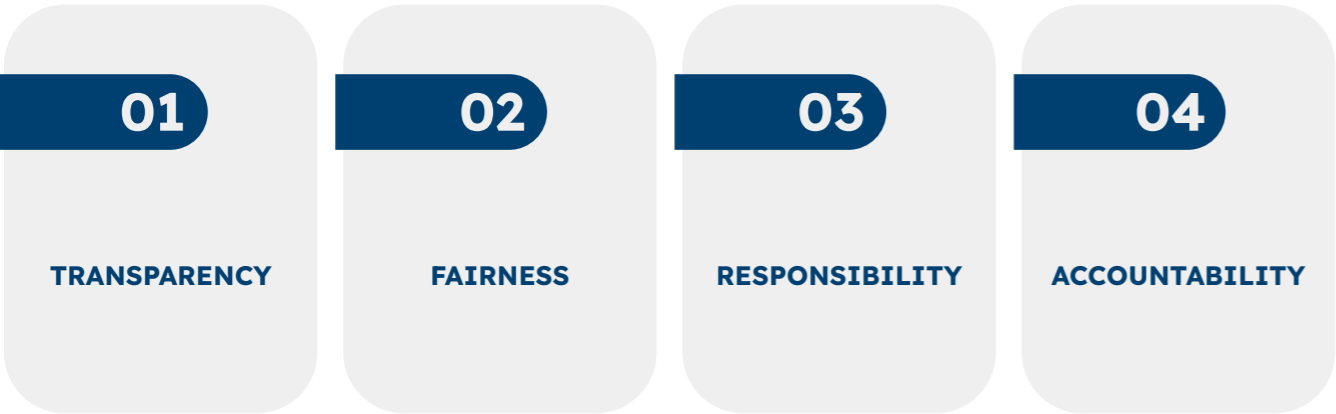 01
TRANSPARENCY
02
FAIRNESS
03
RESPONSIBILITY
04
ACCOUNTABILITY